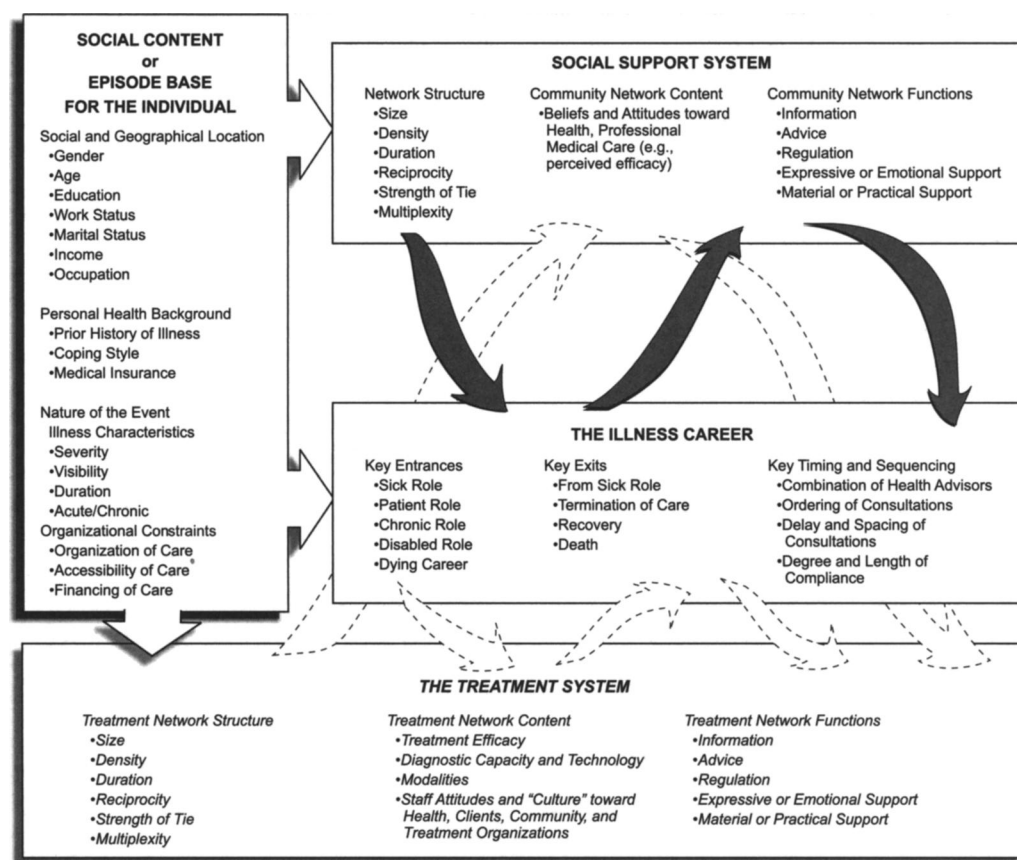 SOCIAL CONTENT
or
EPISODE BASE
FOR THE INDIVIDUAL
Social and Geographical Location
•Gender
•Age
•Education
•Work Status
•Marital Status
•Income
•Occupation
Personal Health Background
•Prior History of Illness
•Coping Style
•Medical Insurance
Nature of the Event
Illness Characteristics
•Severity
•Visibility
•Duration
•Acute/Chronic
Organizational Constraints
•Organization of Care
•Accessibility of Care
•Financing of Care
SOCIAL SUPPORT SYSTEM
Network Structure
•Size
•Density
•Duration
•Reciprocity
•Strength of Tie
•Multiplexity
Community Network Content
•Beliefs and Attitudes toward
Health, Professional
Medical Care (e.g.,
perceived efficacy)
Community Network Functions
•Information
•Advice
•Regulation
•Expressive or Emotional Support
•Material or Practical Support
THE ILLNESS CAREER
Key Entrances
•Sick Role
•Patient Role
•Chronic Role
•Disabled Role
•Dying Career
Key Exits
•From Sick Role
•Termination of Care
•Recovery
•Death
Key Timing and Sequencing
•Combination of Health Advisors
•Ordering of Consultations
•Delay and Spacing of
Consultations
•Degree and Length of
Compliance
THE TREATMENT SYSTEM
Treatment Network Structure
•Size
•Density
•Duration
•Reciprocity
•Strength of Tie
•Multiplexity
Treatment Network Content
•Treatment Efficacy
•Diagnostic Capacity and Technology
•Modalities
•Staff Attitudes and “Culture” toward
Health, Clients, Community, and
Treatment Organizations
Treatment Network Functions
•Information
•Advice
•Regulation
•Expressive or Emotional Support
•Material or Practical Support